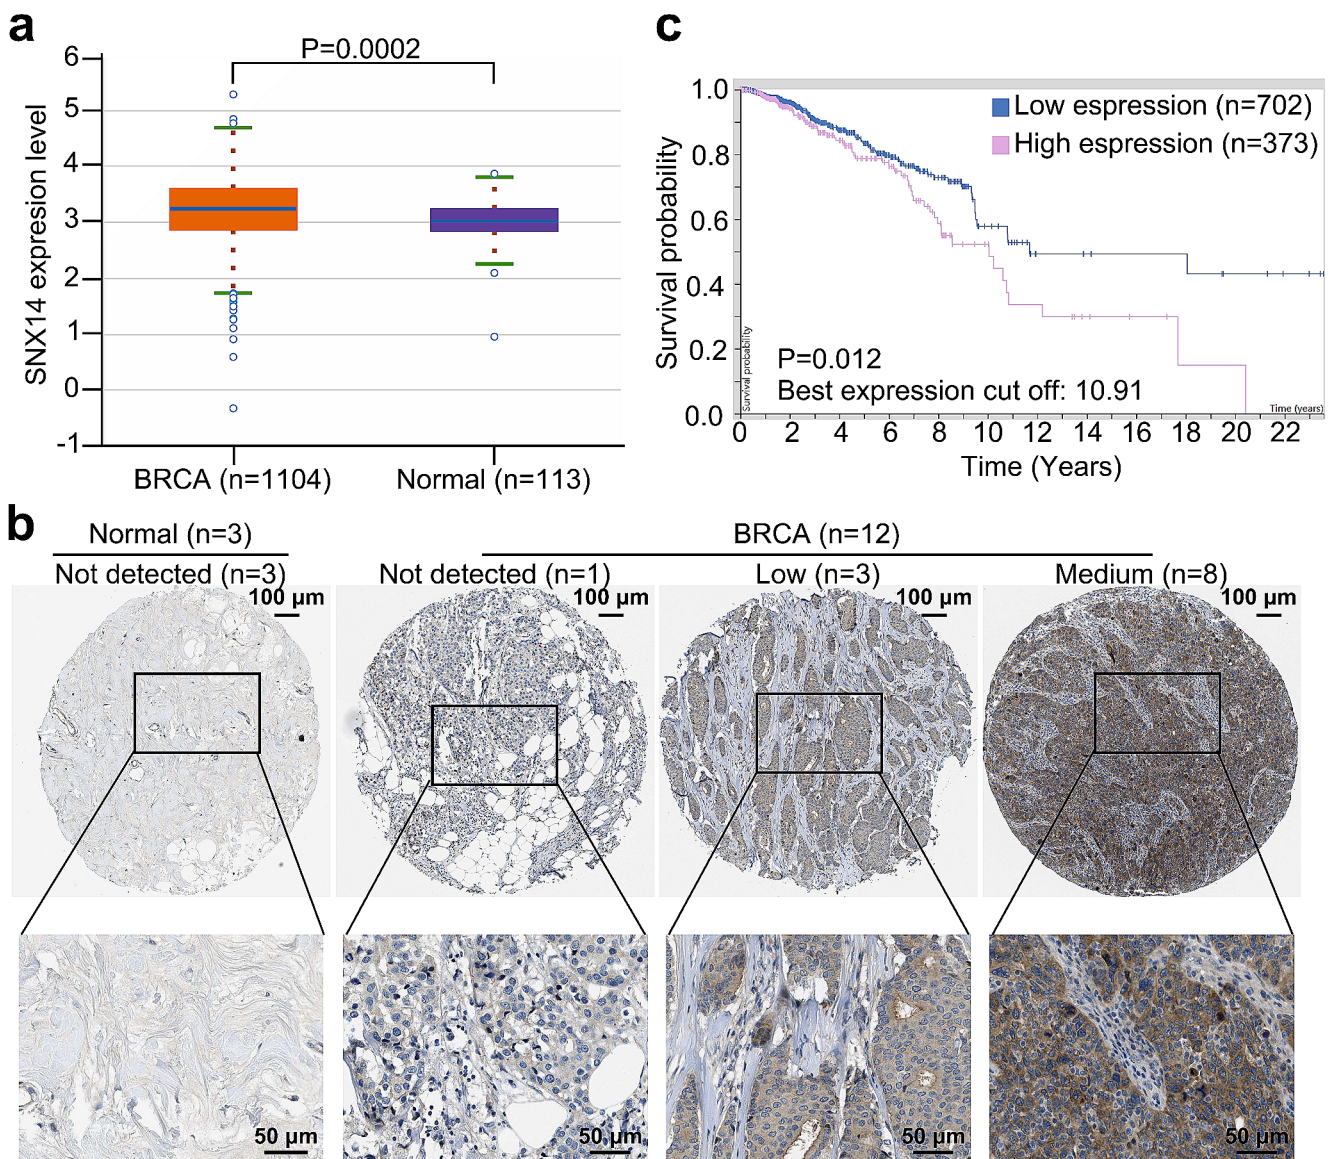 a
P=0.0002
SNX14 expresion level
6
5
4
3
2
1
0
-1
BRCA (n=1104)
Normal (n=113)
c
Survival probability
1.0
0.8
0.6
0.4
0.2
0.0
Low espression (n=702)
High espression (n=373)
Survival probability
P=0.012
Best expression cut off: 10.91
Time (years)
0 2 4 6 8 10 12 14 16 18 20 22
Time (Years)
b
Normal (n=3)
BRCA (n=12)
Not detected (n=3)
Not detected (n=1)
Low (n=3)
Medium (n=8)
100 µm
100 µm
100 µm
100 µm
50 µm
50 µm
50 µm
50 µm